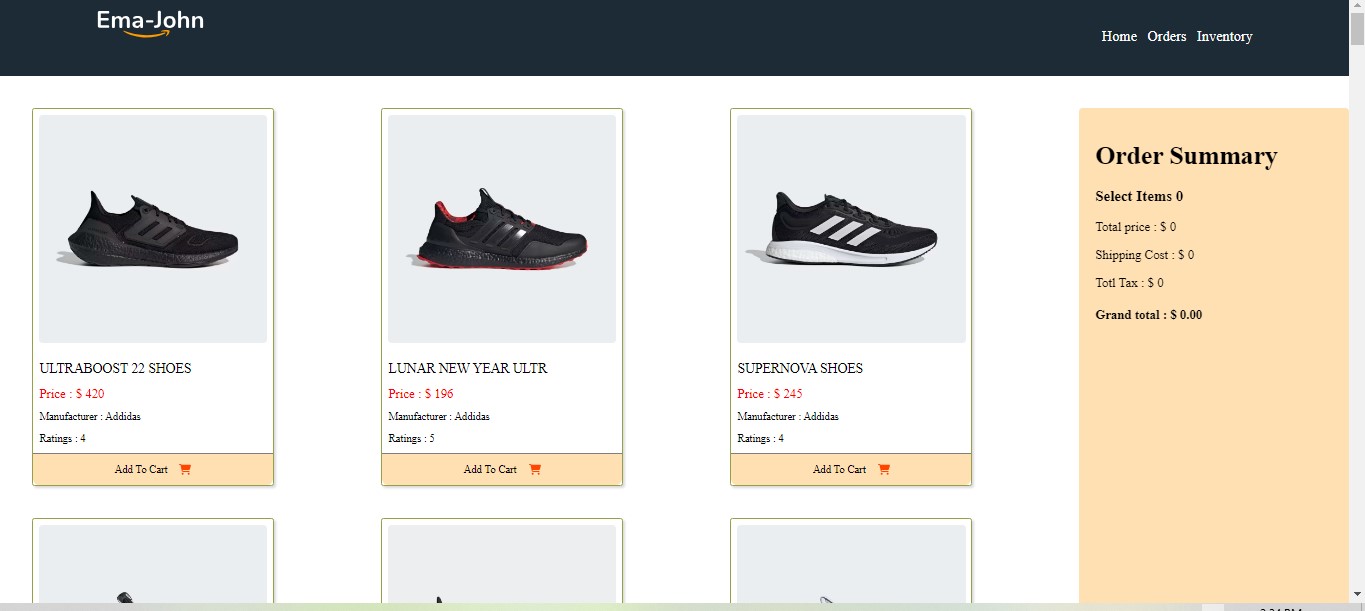 Ema-John
Home Orders Inventory
ULTRABOOST 22 SHOES
Price : $ 420
Manufacturer : Addidas
Ratings : 4
Add To Cart
LUNAR NEW YEAR ULTR
Price : $ 196
Manufacturer : Addidas
Ratings : 5
Add To Cart
SUPERNOVA SHOES
Price : $ 245
Manufacturer : Addidas
Ratings : 4
Add To Cart
Order Summary
Select Items 0
Total price : $ 0
Shipping Cost : $ 0
Totl Tax : $ 0
Grand total : $ 0.00